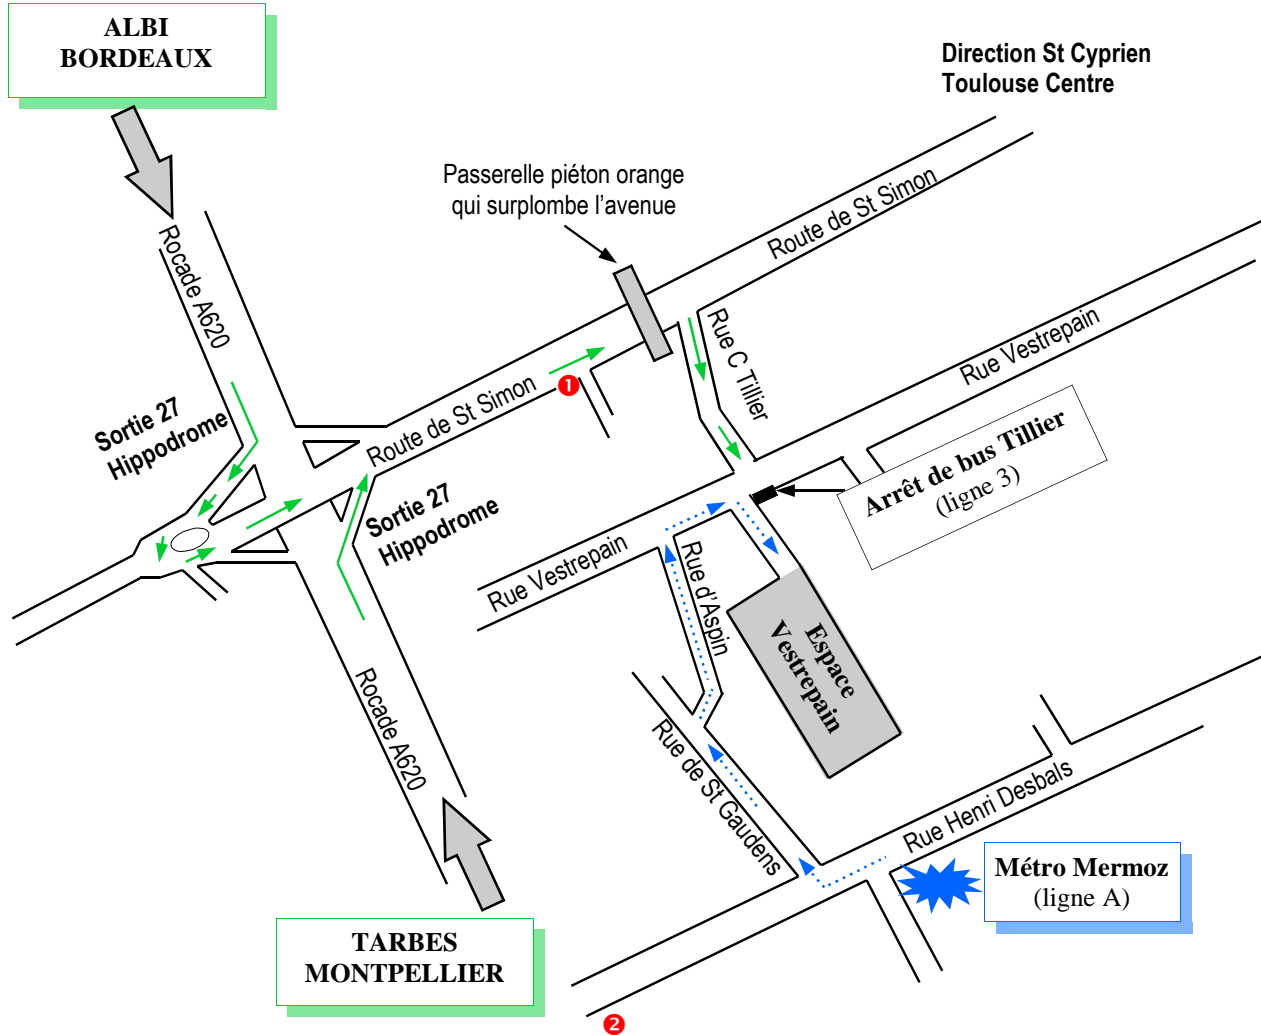 ALBI
BORDEAUX
Direction St Cyprien
Toulouse Centre
Passerelle piéton orange
qui surplombe l’avenue
Route de St Simon
Rocade A620
Rue C Tillier
Rue Vestrepain
Sortie 27
Hippodrome
❶
Route de St Simon
Arrêt de bus Tillier
(ligne 3)
Sortie 27
Hippodrome
Rue Vestrepain
Rue d’Aspin
Espace
Vestrepain
Rocade A620
Rue de St Gaudens
Rue Henri Desbals
Métro Mermoz
(ligne A)
TARBES
MONTPELLIER
❷